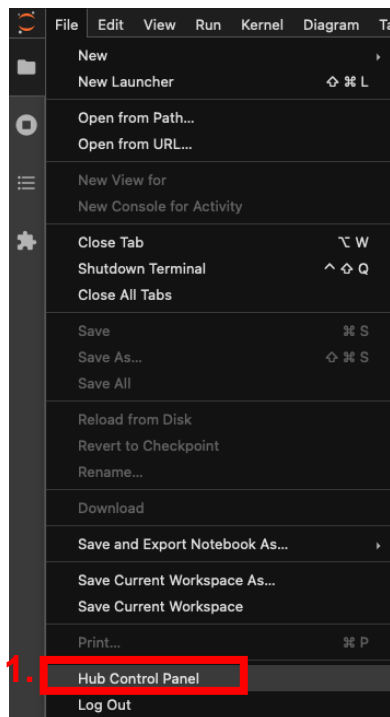 File Edit View Run Kernel Diagram Ta
New
New Launcher ⇧ ⌘ L
Open from Path...
Open from URL...
New View for
New Console for Activity
Close Tab ⌥ W
Shutdown Terminal ⌃ ⇧ Q
Close All Tabs
Save ⌘ S
Save As... ⇧ ⌘ S
Save All
Reload from Disk
Revert to Checkpoint
Rename...
Download
Save and Export Notebook As...
Save Current Workspace As...
Save Current Workspace
Print... ⌘ P
1. Hub Control Panel
Log Out